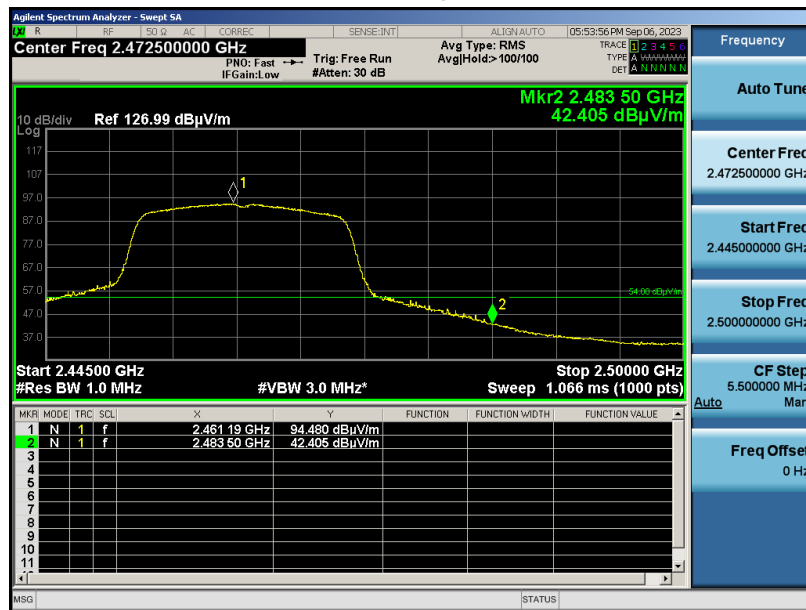 Agilent Spectrum Analyzer - Swept SA
LXI R RF 50 Ω AC CORREC SENSE:INT ALIGN AUTO 05:53:56 PM Sep 06, 2023
Center Freq 2.472500000 GHz
PNO: Fast
IFGain:Low
Trig: Free Run
#Atten: 30 dB
Avg Type: RMS
Avg|Hold:>100/100
TRACE 1 2 3 4 5 6
TYPE A WWWWW
DET A N N N N N
Mkr2 2.483 50 GHz
42.405 dBµV/m
10 dB/div Ref 126.99 dBµV/m
Log
117
107
97.0
87.0
77.0
67.0
57.0
47.0
37.0
1
2
54.00 dBµV/m
Start 2.44500 GHz Stop 2.50000 GHz
#Res BW 1.0 MHz #VBW 3.0 MHz* Sweep 1.066 ms (1000 pts)
MKR MODE TRC SCL X Y FUNCTION FUNCTION WIDTH FUNCTION VALUE
1 N 1 f 2.461 19 GHz 94.480 dBµV/m
2 N 1 f 2.483 50 GHz 42.405 dBµV/m
3
4
5
6
7
8
9
10
11
MSG STATUS
Frequency
Auto Tune
Center Freq
2.472500000 GHz
Start Freq
2.445000000 GHz
Stop Freq
2.500000000 GHz
CF Step
5.500000 MHz
Auto Man
Freq Offset
0 Hz